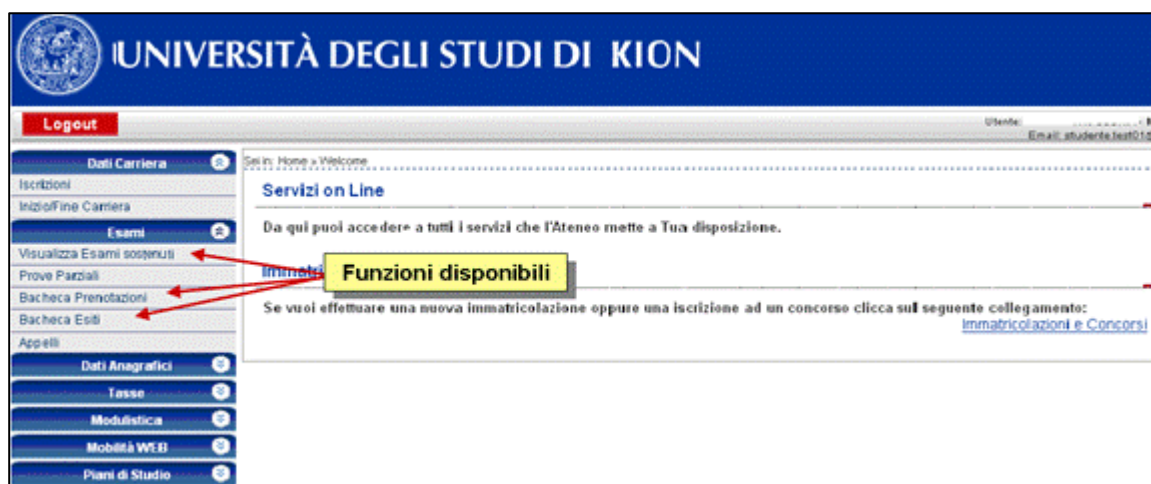 UNIVERSITÀ DEGLI STUDI DI KION
Logout
Utente:
Email: studente.test01@
Dati Carriera
Iscrizioni
Inizio/Fine Carriera
Esami
Visualizza Esami sostenuti
Prove Parziali
Bacheca Prenotazioni
Bacheca Esiti
Appelli
Dati Anagrafici
Tasse
Modulistica
Mobilità WEB
Piani di Studio
Sei in: Home » Welcome
Servizi on Line
Da qui puoi accedere a tutti i servizi che l'Ateneo mette a Tua disposizione.
Immatri
Funzioni disponibili
Se vuoi effettuare una nuova immatricolazione oppure una iscrizione ad un concorso clicca sul seguente collegamento:
Immatricolazioni e Concorsi